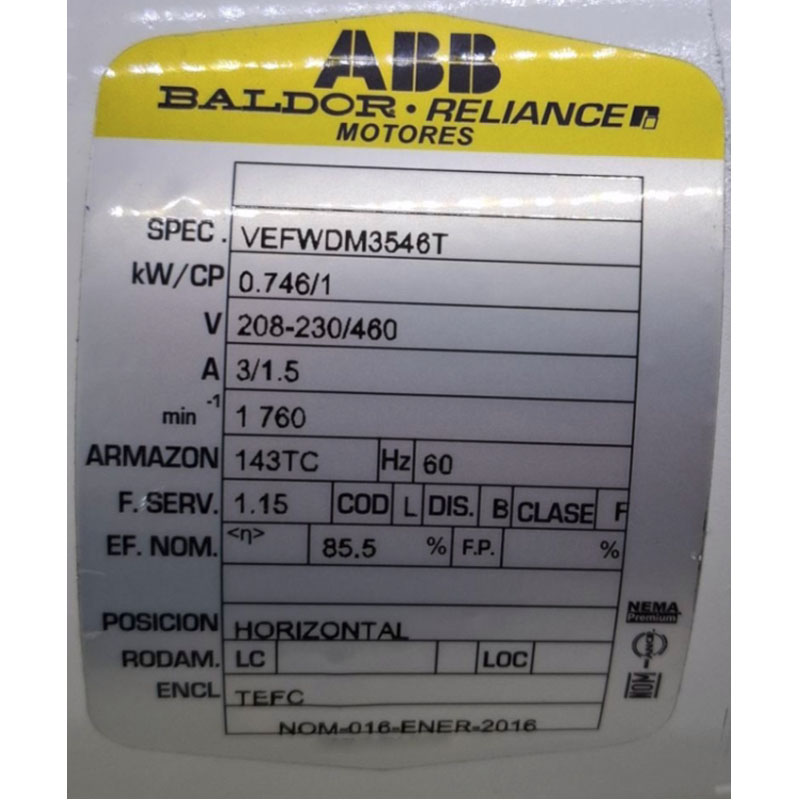 ABB
BALDOR · RELIANCE
MOTORES
SPEC. VEFWDM3546T
kW/CP 0.746/1
V 208-230/460
A 3/1.5
min⁻¹ 1 760
ARMAZON 143TC Hz 60
F. SERV. 1.15 COD L DIS. B CLASE F
EF. NOM. <η> 85.5 % F.P. %
POSICION HORIZONTAL
NEMA
Premium
RODAM. LC LOC
ANCE
ENCL TEFC
NOM
NOM-016-ENER-2016